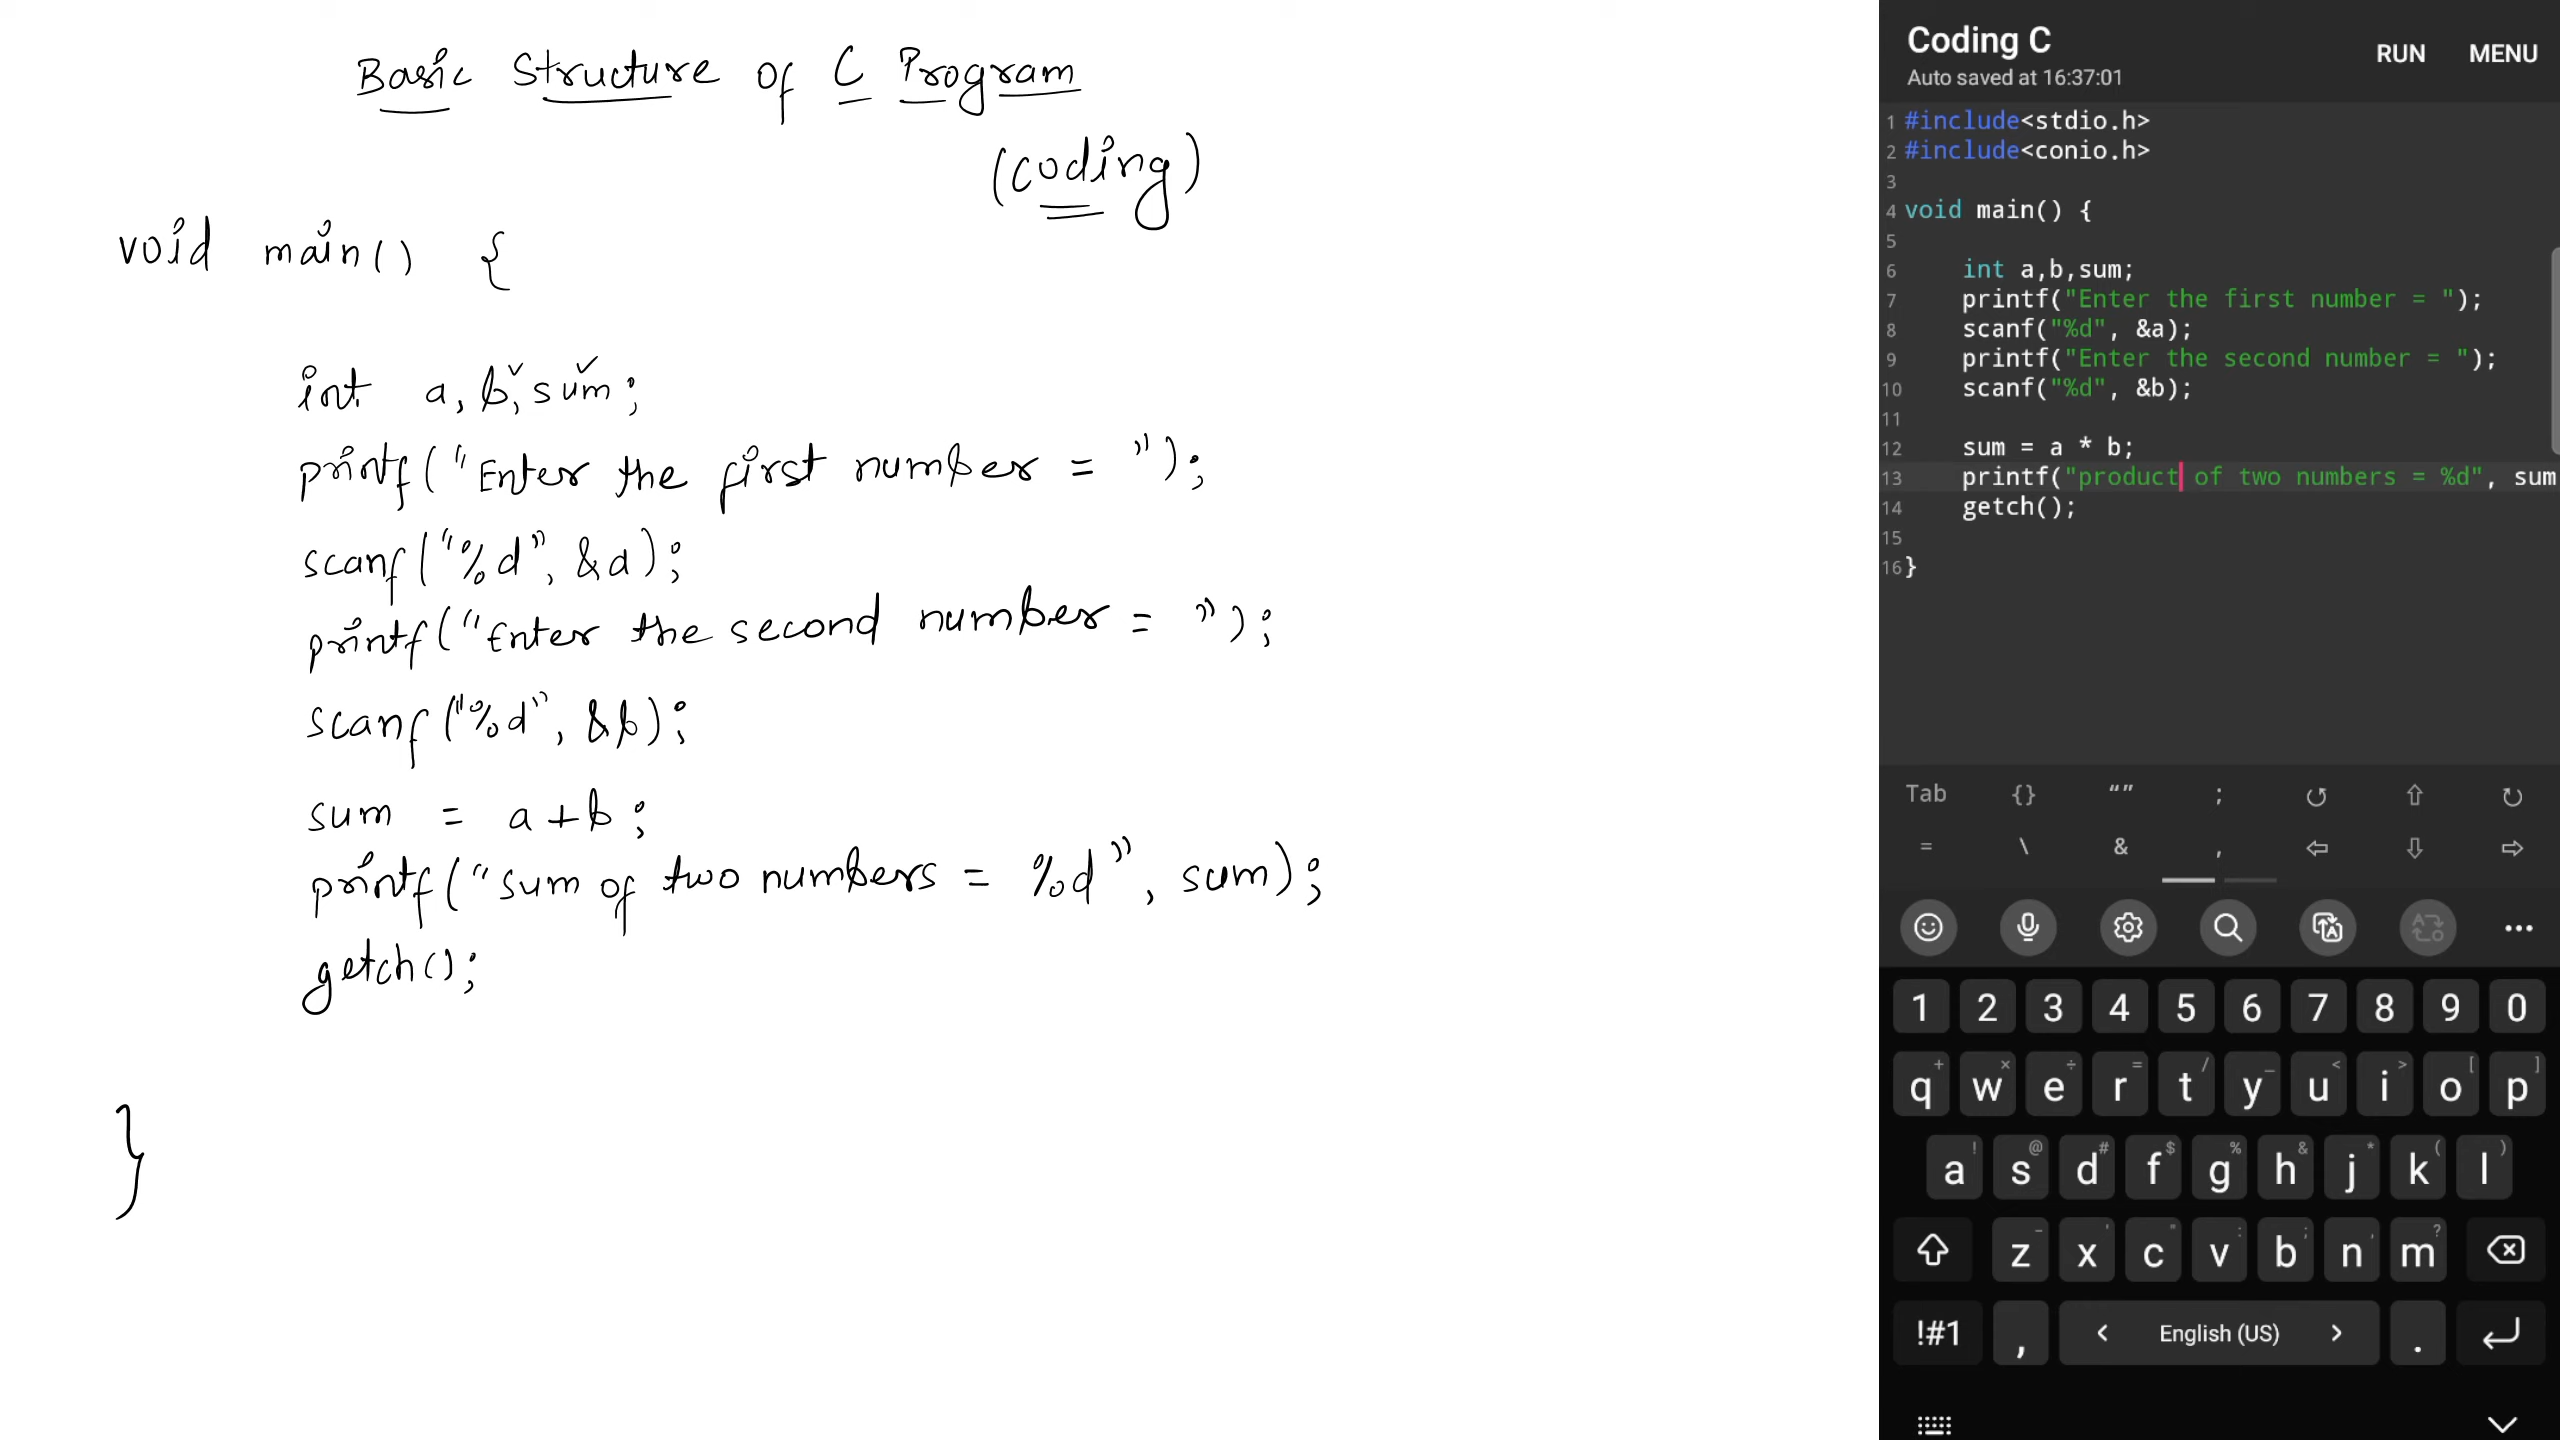 Basic Structure of C Program
(coding)
void main() {
int a, b, sum;
printf("Enter the first number = ");
scanf("%d", &a);
printf("Enter the second number = ");
scanf("%d", &b);
sum = a+b;
printf("sum of two numbers = %d", sum);
getch();
}
Coding C
Auto saved at 16:37:01
RUN MENU
1 #include<stdio.h>
2 #include<conio.h>
3
4 void main() {
5
6 int a,b,sum;
7 printf("Enter the first number = ");
8 scanf("%d", &a);
9 printf("Enter the second number = ");
10 scanf("%d", &b);
11
12 sum = a * b;
13 printf("product of two numbers = %d", sum
14 getch();
15
16 }
Tab {} “” ; 
= \ & ,
1 2 3 4 5 6 7 8 9 0
q w e r t y u i o p
a s d f g h j k l
z x c v b n m
!#1 , < English (US) > .